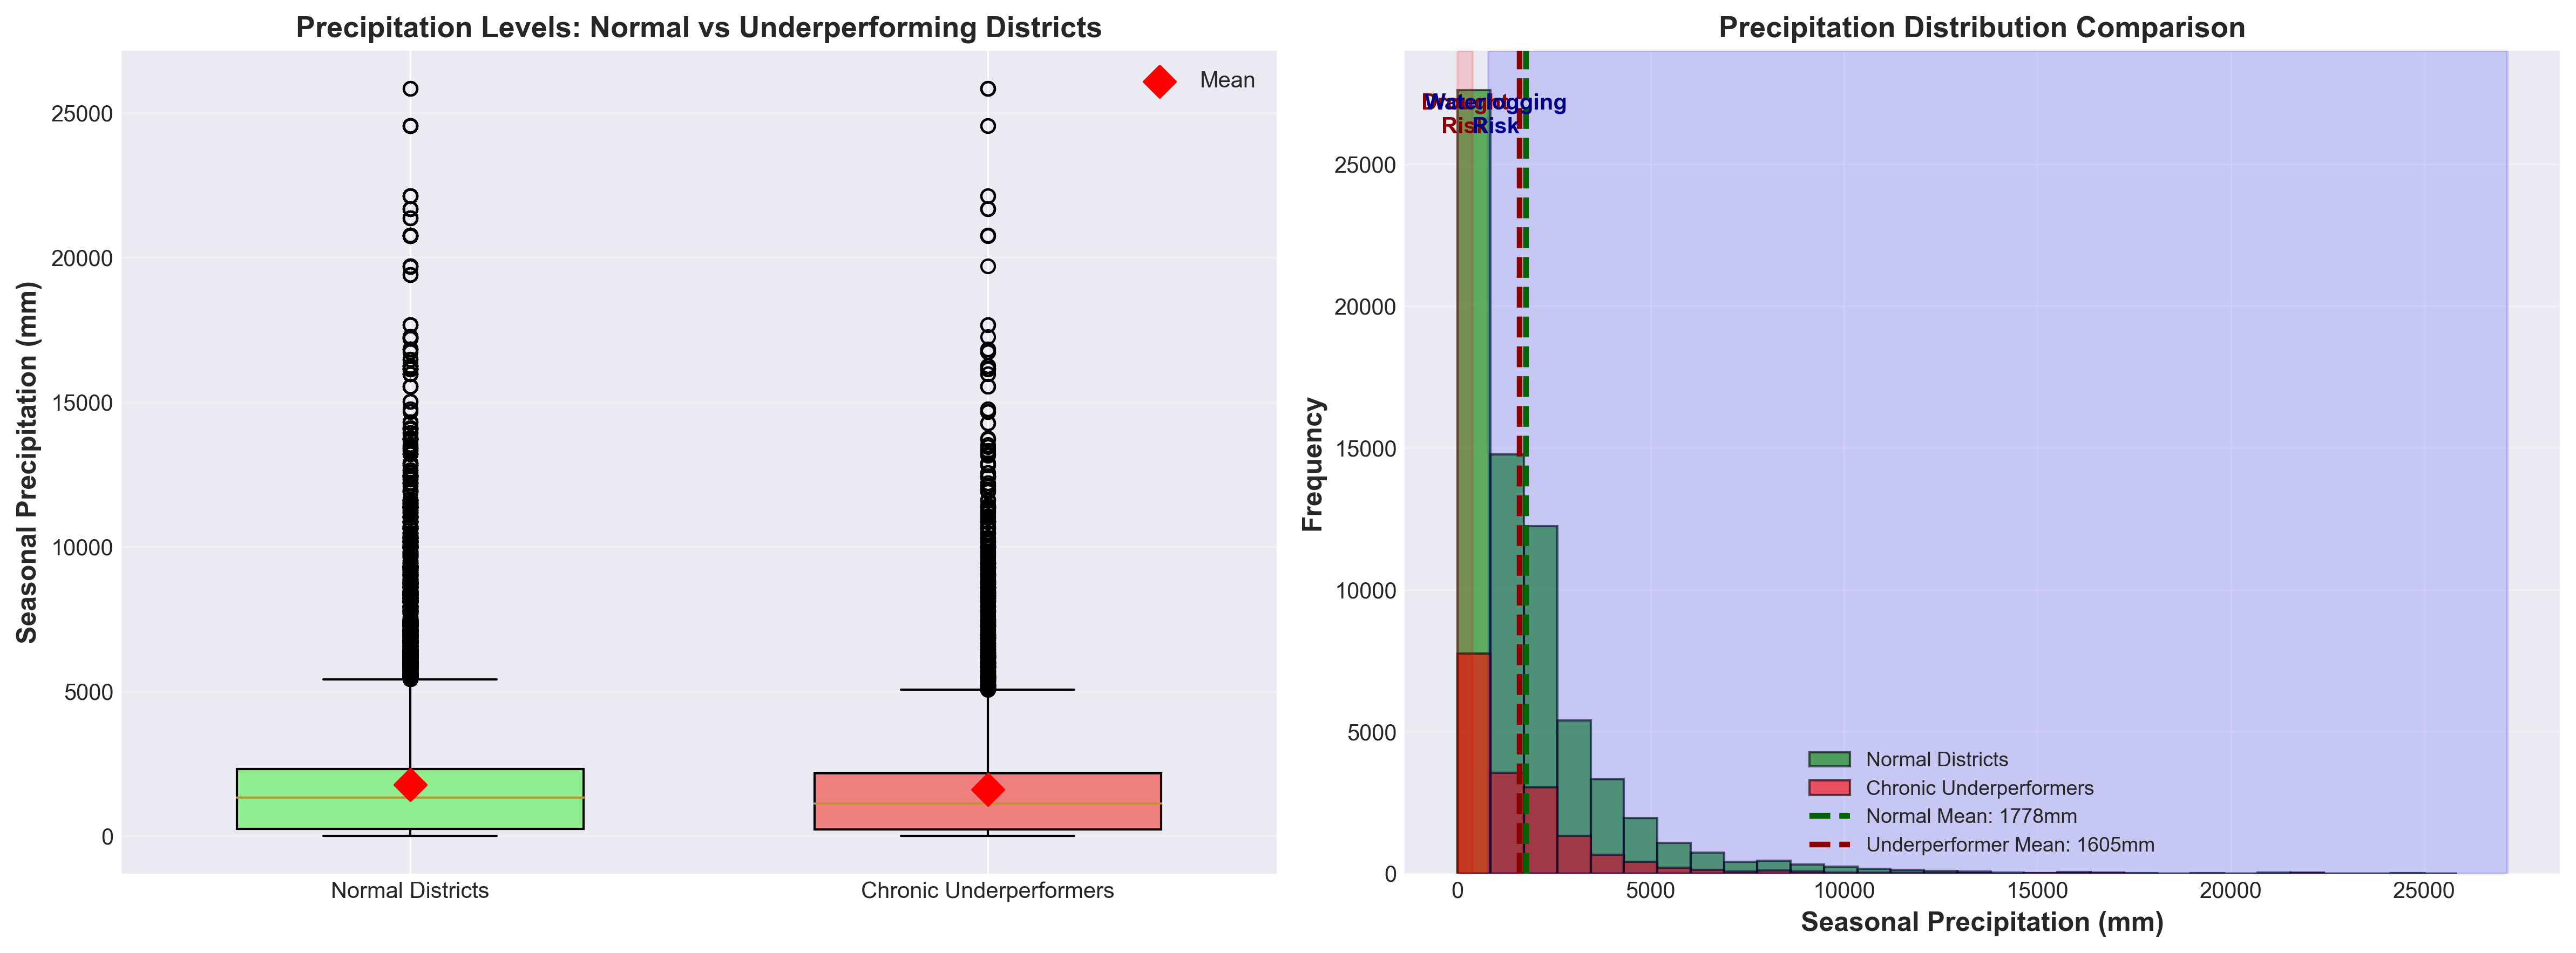 Precipitation Levels: Normal vs Underperforming Districts
Mean
Seasonal Precipitation (mm)
25000
20000
15000
10000
5000
0
Normal Districts
Chronic Underperformers
Precipitation Distribution Comparison
Drought
Risk
Waterlogging
Risk
Frequency
25000
20000
15000
10000
5000
0
Normal Districts
Chronic Underperformers
Normal Mean: 1778mm
Underperformer Mean: 1605mm
0
5000
10000
15000
20000
25000
Seasonal Precipitation (mm)